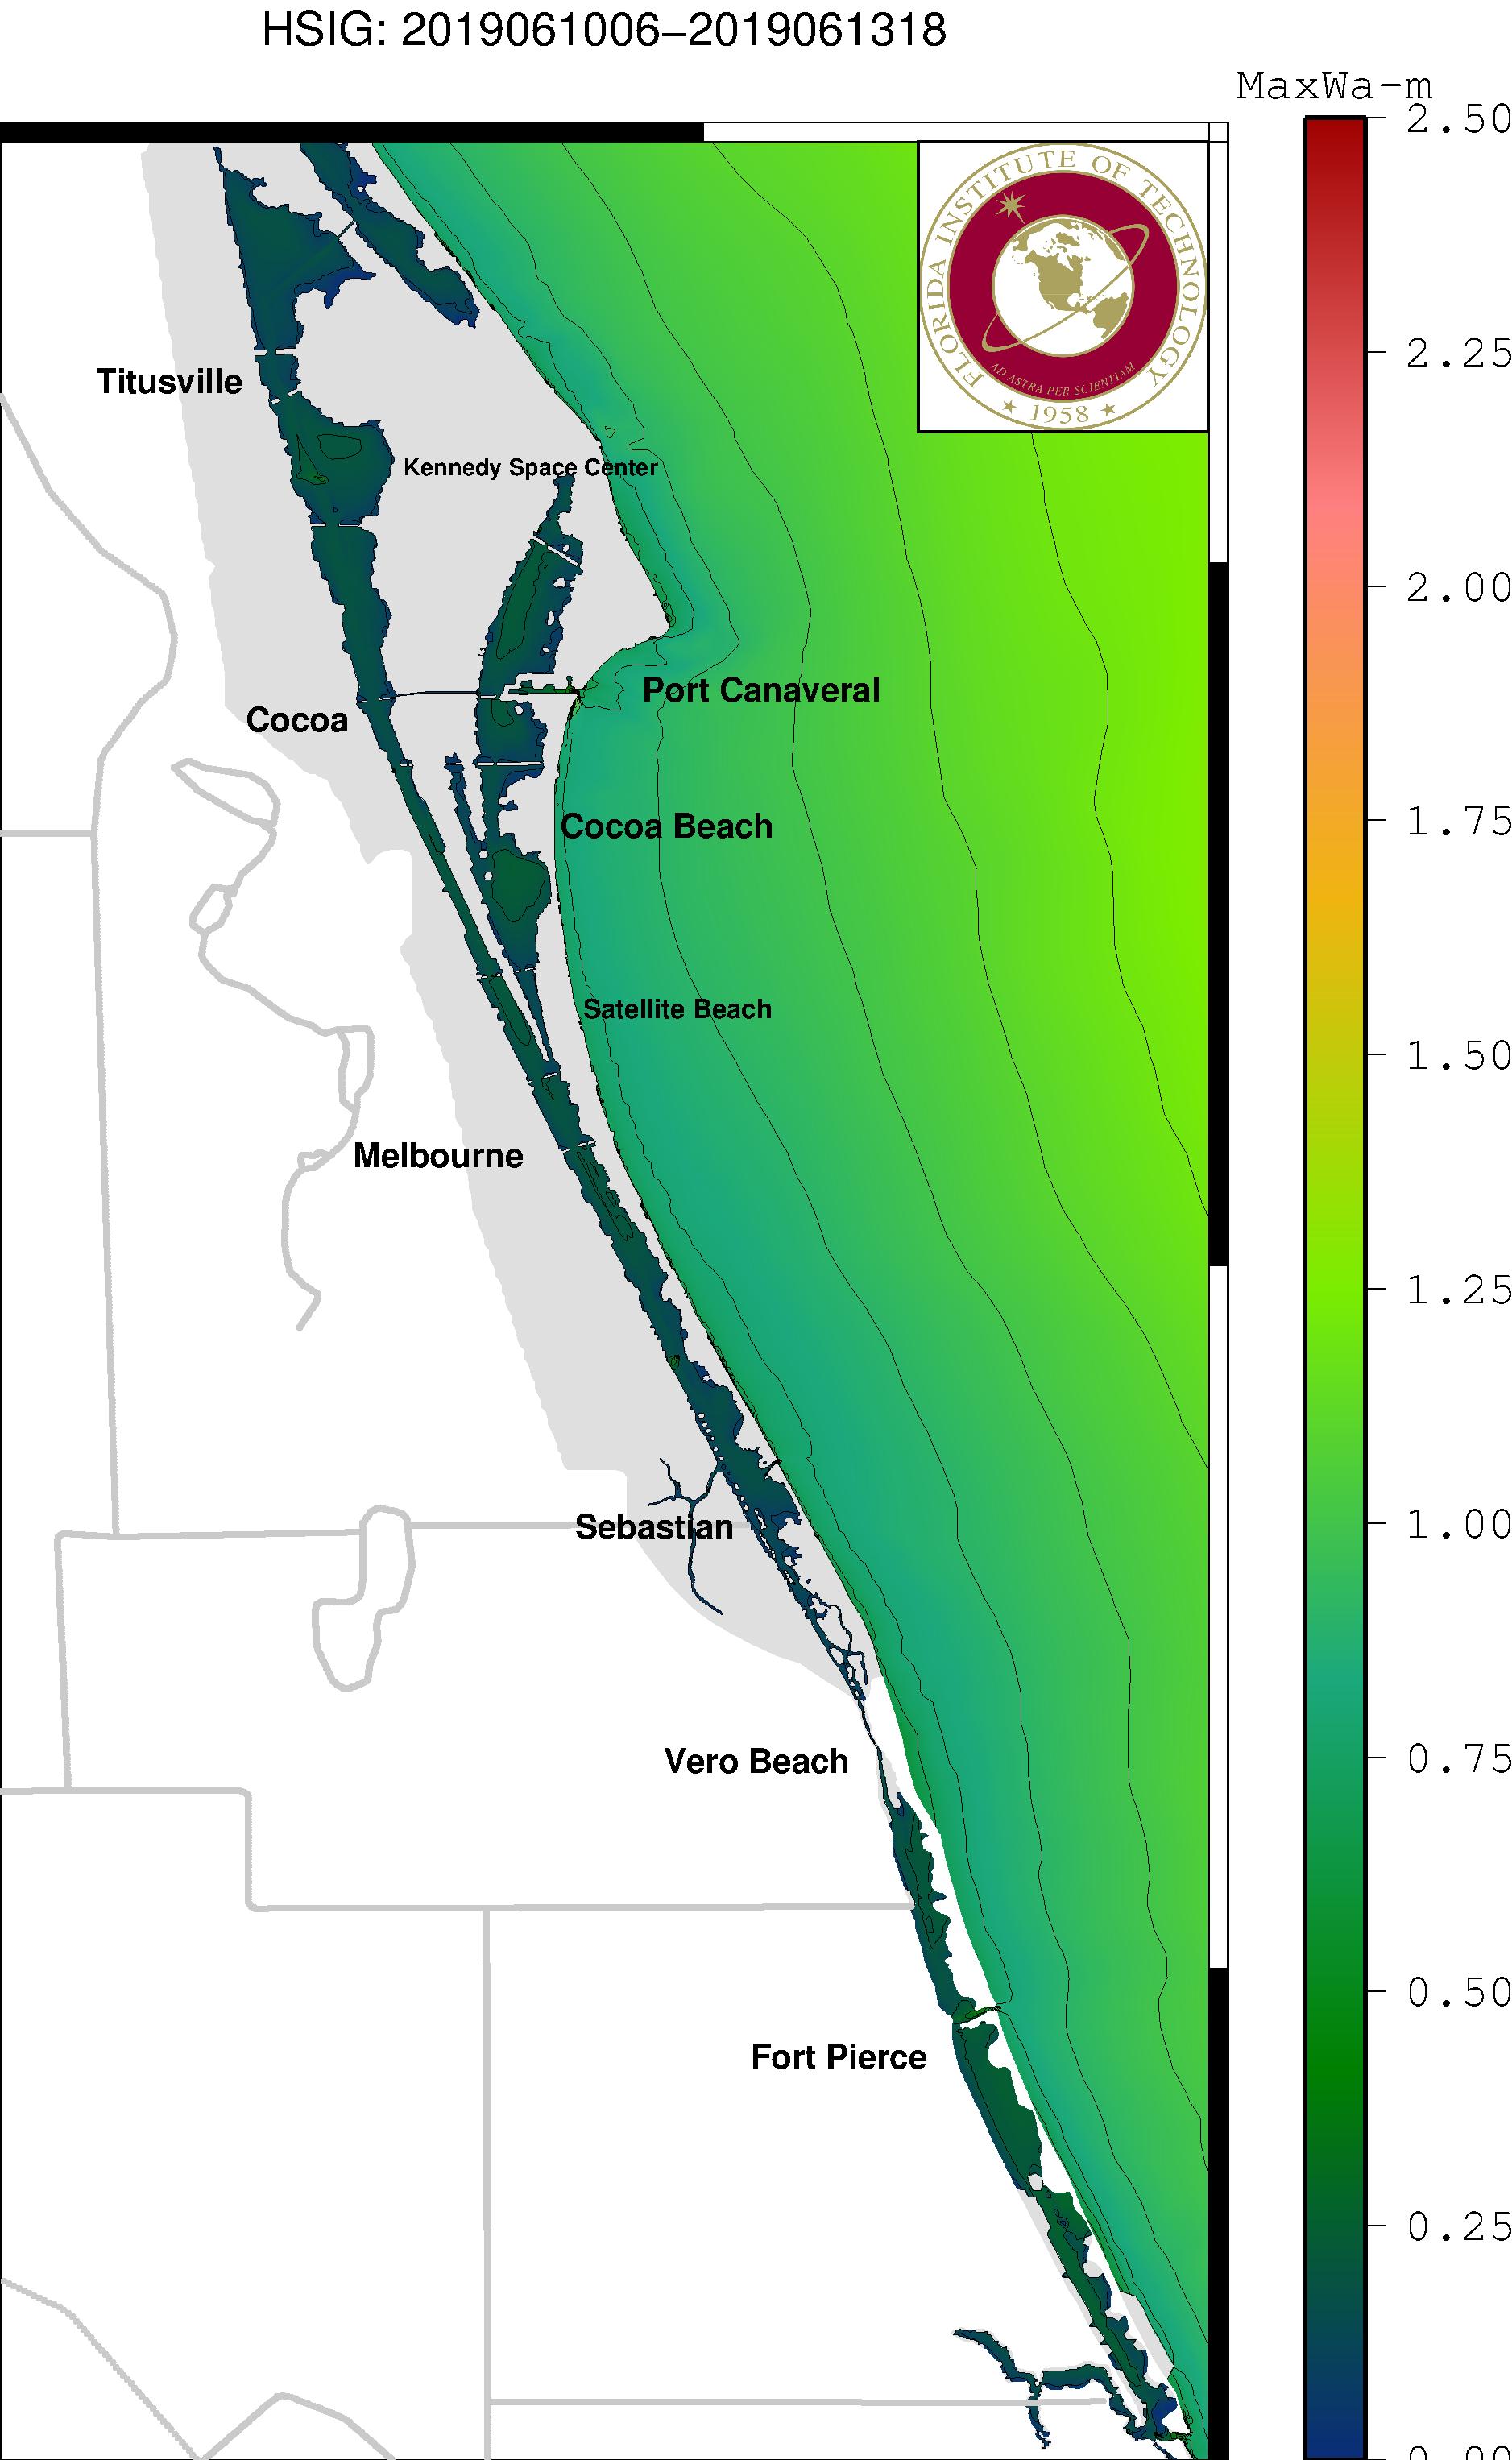 HSIG: 2019061006−2019061318
MaxWa-m
2.50
FLORIDA INSTITUTE OF TECHNOLOGY
AD ASTRA PER SCIENTIAM
★ 1958 ★
2.25
Titusville
Kennedy Space Center
2.00
Port Canaveral
Cocoa
1.75
Cocoa Beach
Satellite Beach
1.50
Melbourne
1.25
Sebastian
1.00
Vero Beach
0.75
0.50
Fort Pierce
0.25
0.00